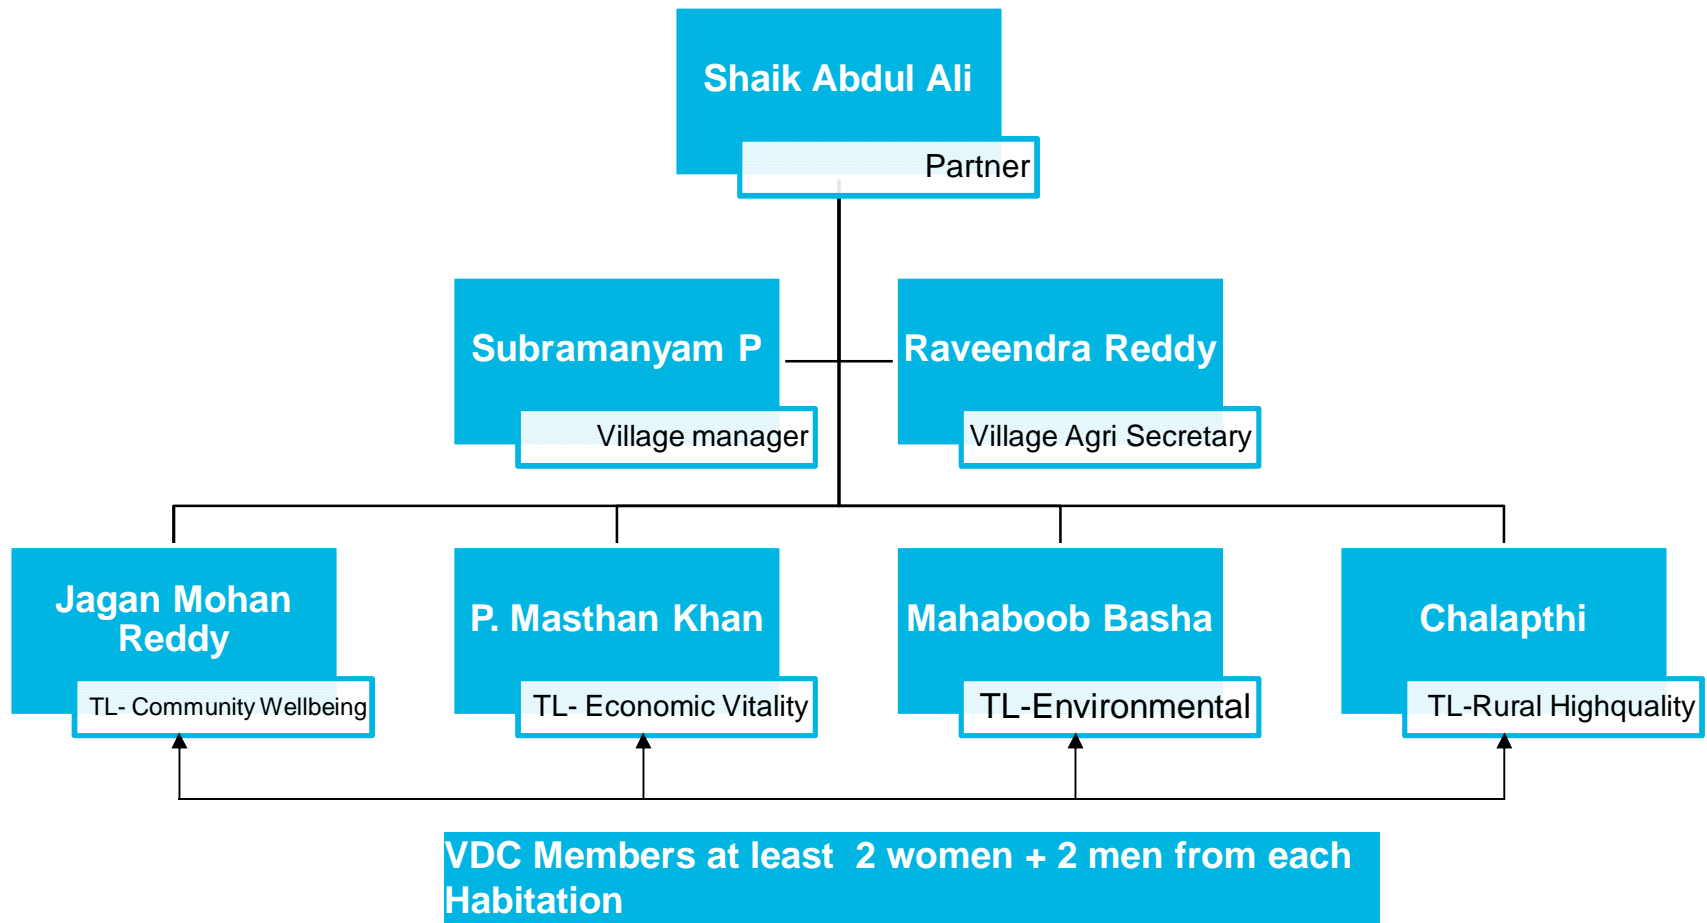 Shaik Abdul Ali
Partner
Subramanyam P
Village manager
Raveendra Reddy
Village Agri Secretary
Jagan Mohan
Reddy
TL- Community Wellbeing
P. Masthan Khan
TL- Economic Vitality
Mahaboob Basha
TL-Environmental
Chalapthi
TL-Rural Highquality
VDC Members at least  2 women + 2 men from each
Habitation